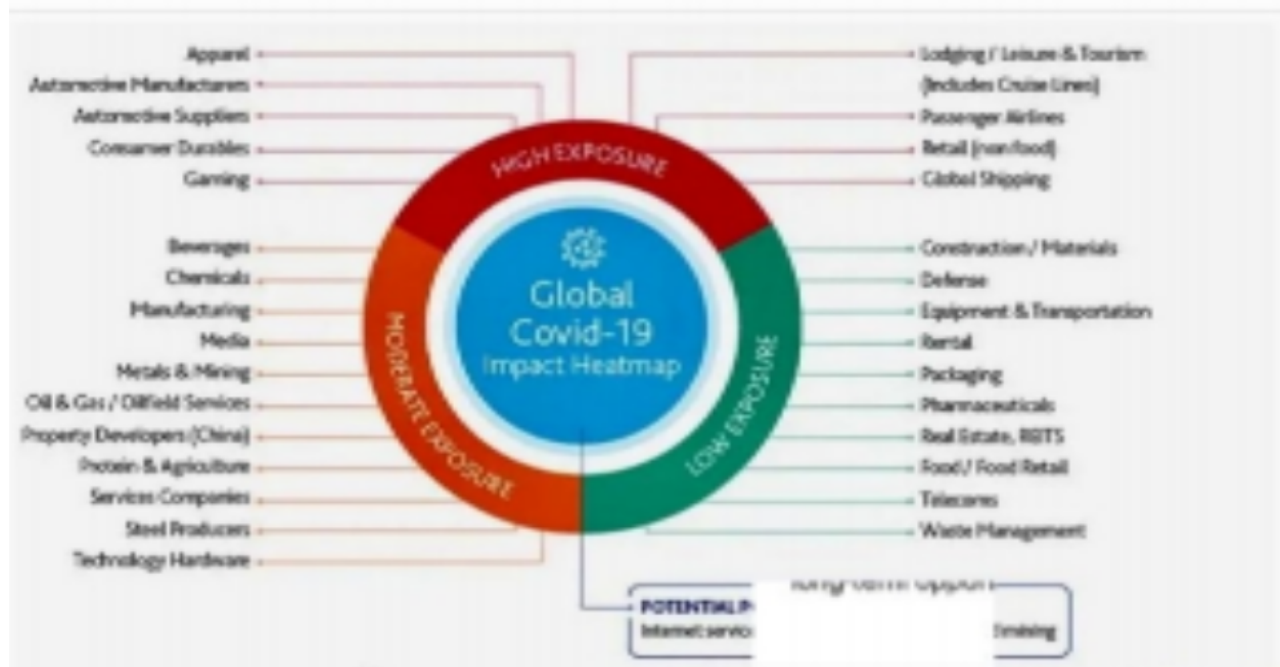 Apparel
Automotive Manufacturers
Automotive Suppliers
Consumer Durables
Gaming
Lodging / Leisure & Tourism
(Includes Cruise Lines)
Passenger Airlines
Retail (non food)
Global Shipping
HIGH EXPOSURE
Beverages
Chemicals
Manufacturing
Media
Metals & Mining
Oil & Gas / Oilfield Services
Property Developers (China)
Protein & Agriculture
Services Companies
Steel Producers
Technology Hardware
MODERATE EXPOSURE
Global
Covid-19
Impact Heatmap
LOW EXPOSURE
Construction / Materials
Defense
Equipment & Transportation
Rental
Packaging
Pharmaceuticals
Real Estate,
Food / Food Retail
Telecoms
Waste Management
POTENTIAL
Internet